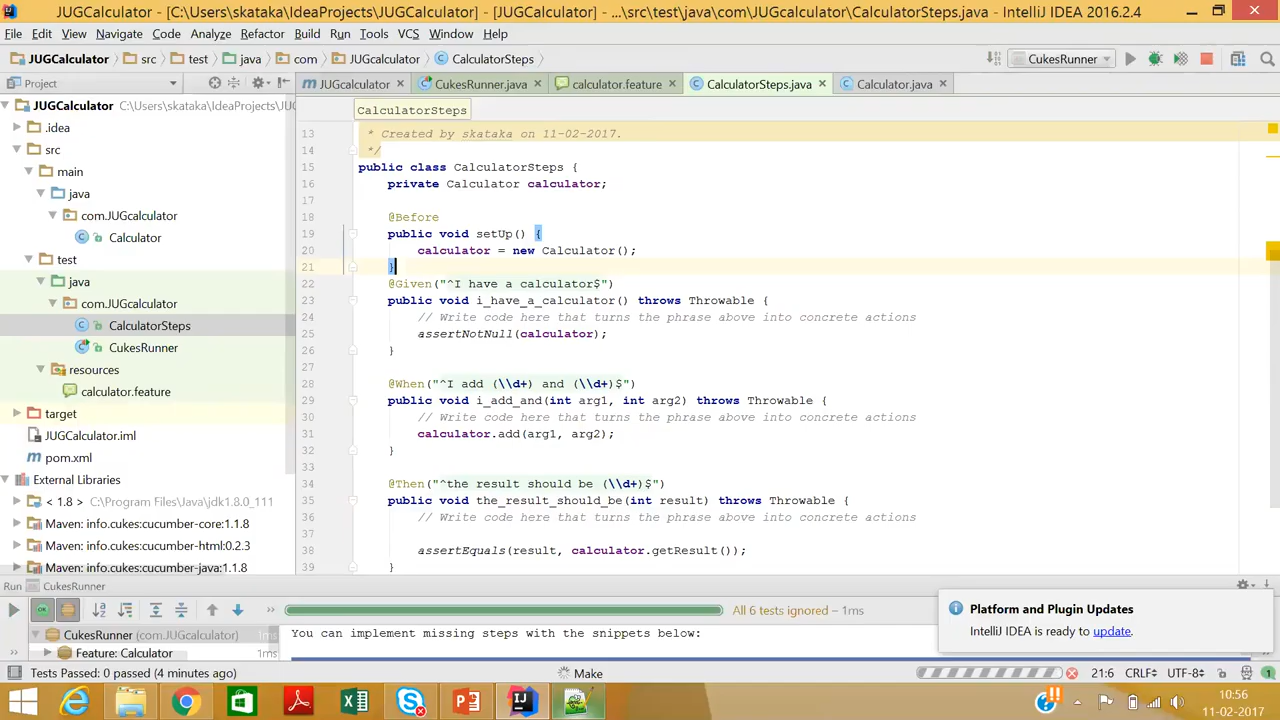 JUGCalculator - [C:\Users\skataka\IdeaProjects\JUGCalculator] - [JUGCalculator] - ...\src\test\java\com\JUGcalculator\CalculatorSteps.java - IntelliJ IDEA 2016.2.4
File Edit View Navigate Code Analyze Refactor Build Run Tools VCS Window Help
JUGCalculator src test java com JUGcalculator CalculatorSteps CukesRunner
Project JUGCalculator CukesRunner.java calculator.feature CalculatorSteps.java Calculator.java
JUGCalculator C:\Users\skataka\IdeaProjects\JUG
.idea
src
main
java
com.JUGcalculator
Calculator
test
java
com.JUGcalculator
CalculatorSteps
CukesRunner
resources
calculator.feature
target
JUGCalculator.iml
pom.xml
External Libraries
< 1.8 > C:\Program Files\Java\jdk1.8.0_111
Maven: info.cukes:cucumber-core:1.1.8
Maven: info.cukes:cucumber-html:0.2.3
Maven: info.cukes:cucumber-java:1.1.8
CalculatorSteps
13 * Created by skataka on 11-02-2017.
14 */
15 public class CalculatorSteps {
16 private Calculator calculator;
17
18 @Before
19 public void setUp() {
20 calculator = new Calculator();
21 }
22 @Given("^I have a calculator$")
23 public void i_have_a_calculator() throws Throwable {
24 // Write code here that turns the phrase above into concrete actions
25 assertNotNull(calculator);
26 }
27
28 @When("^I add (\\d+) and (\\d+)$")
29 public void i_add_and(int arg1, int arg2) throws Throwable {
30 // Write code here that turns the phrase above into concrete actions
31 calculator.add(arg1, arg2);
32 }
33
34 @Then("^the result should be (\\d+)$")
35 public void the_result_should_be(int result) throws Throwable {
36 // Write code here that turns the phrase above into concrete actions
37
38 assertEquals(result, calculator.getResult());
39 }
Run CukesRunner
All 6 tests ignored – 1ms
CukesRunner (com.JUGcalculator) 1ms
Feature: Calculator 1ms
You can implement missing steps with the snippets below:
Platform and Plugin Updates
IntelliJ IDEA is ready to update.
Tests Passed: 0 passed (4 minutes ago) Make 21:6 CRLF UTF-8 1
10:56
11-02-2017